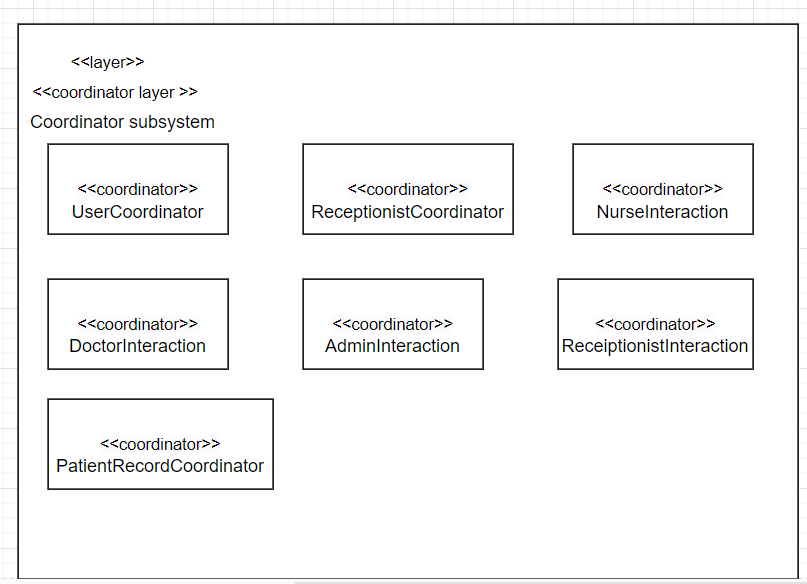 <<layer>>
<<coordinator layer >>
Coordinator subsystem
<<coordinator>>
UserCoordinator
<<coordinator>>
ReceptionistCoordinator
<<coordinator>>
NurseInteraction
<<coordinator>>
DoctorInteraction
<<coordinator>>
AdminInteraction
<<coordinator>>
ReceiptionistInteraction
<<coordinator>>
PatientRecordCoordinator